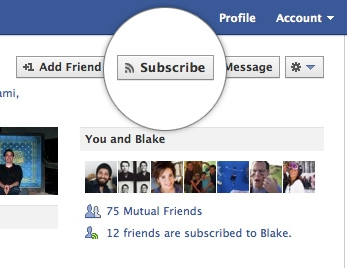 Profile Account
+1 Add Friend Subscribe Message
ami,
You and Blake
75 Mutual Friends
12 friends are subscribed to Blake.